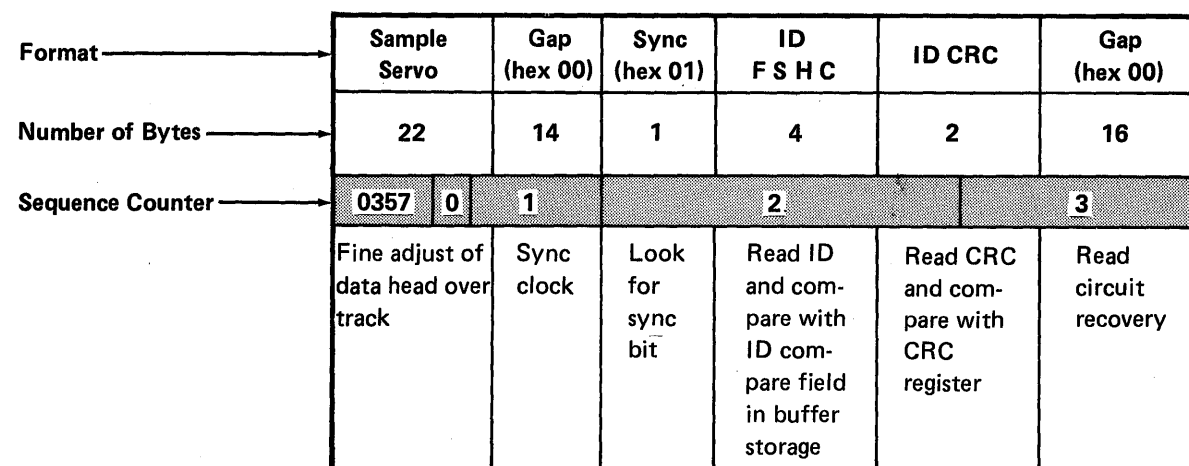 Format
Sample Servo
Gap (hex 00)
Sync (hex 01)
ID F S H C
ID CRC
Gap (hex 00)
Number of Bytes
22
14
1
4
2
16
Sequence Counter
0357
0
1
2
3
Fine adjust of
data head over
track
Sync
clock
Look
for
sync
bit
Read ID
and com-
pare with
ID com-
pare field
in buffer
storage
Read CRC
and com-
pare with
CRC
register
Read
circuit
recovery